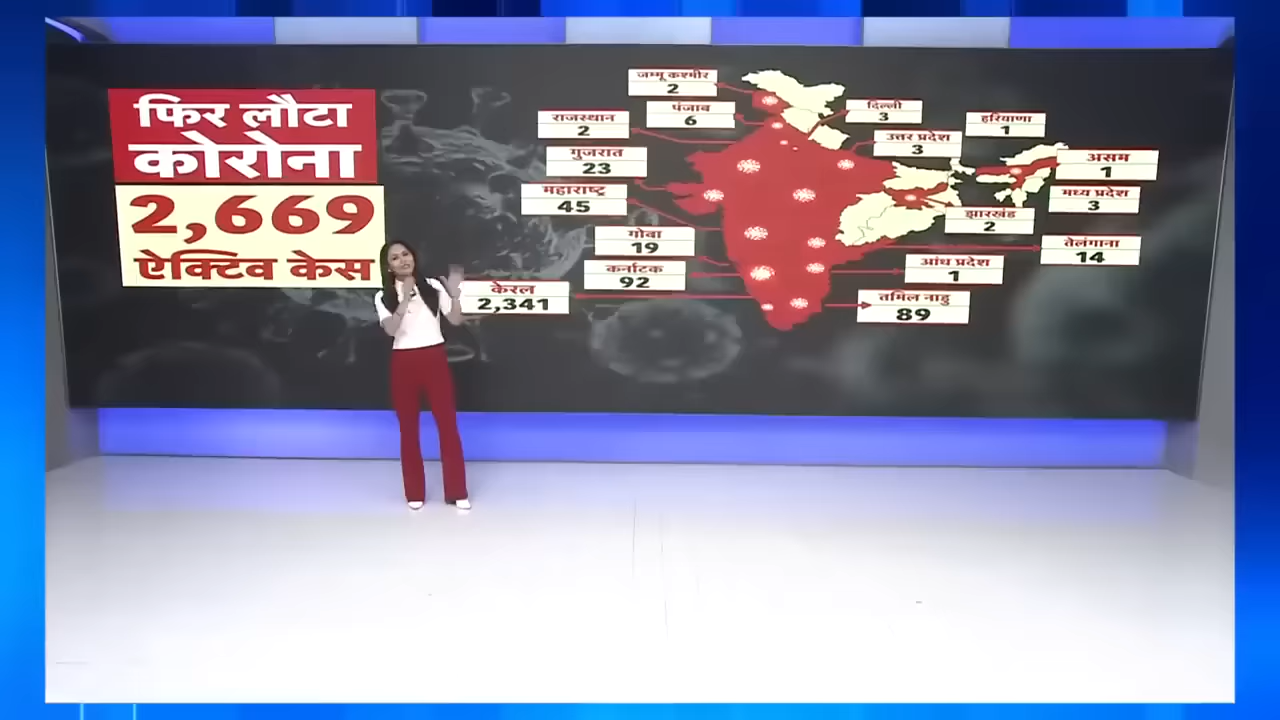 फिर लौटा
कोरोना
2,669
ऐक्टिव केस
जम्मू कश्मीर
2
पंजाब
6
राजस्थान
2
गुजरात
23
महाराष्ट्र
45
गोवा
19
कर्नाटक
92
केरल
2,341
दिल्ली
3
हरियाणा
1
उत्तर प्रदेश
3
असम
1
मध्य प्रदेश
3
झारखंड
2
तेलंगाना
14
आंध प्रदेश
1
तमिल नाडु
89